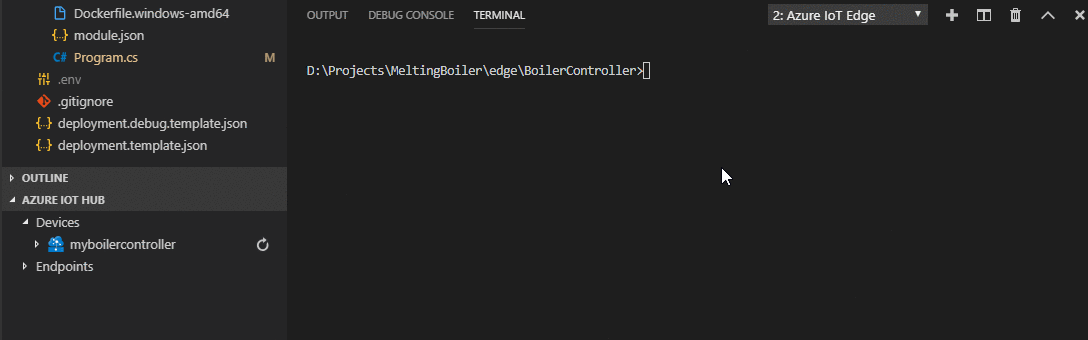 Dockerfile.windows-amd64
{..} module.json
C# Program.cs M
.env
.gitignore
{..} deployment.debug.template.json
{..} deployment.template.json
OUTLINE
AZURE IOT HUB
Devices
myboilercontroller
Endpoints
OUTPUT DEBUG CONSOLE TERMINAL 2: Azure IoT Edge
D:\Projects\MeltingBoiler\edge\BoilerController>